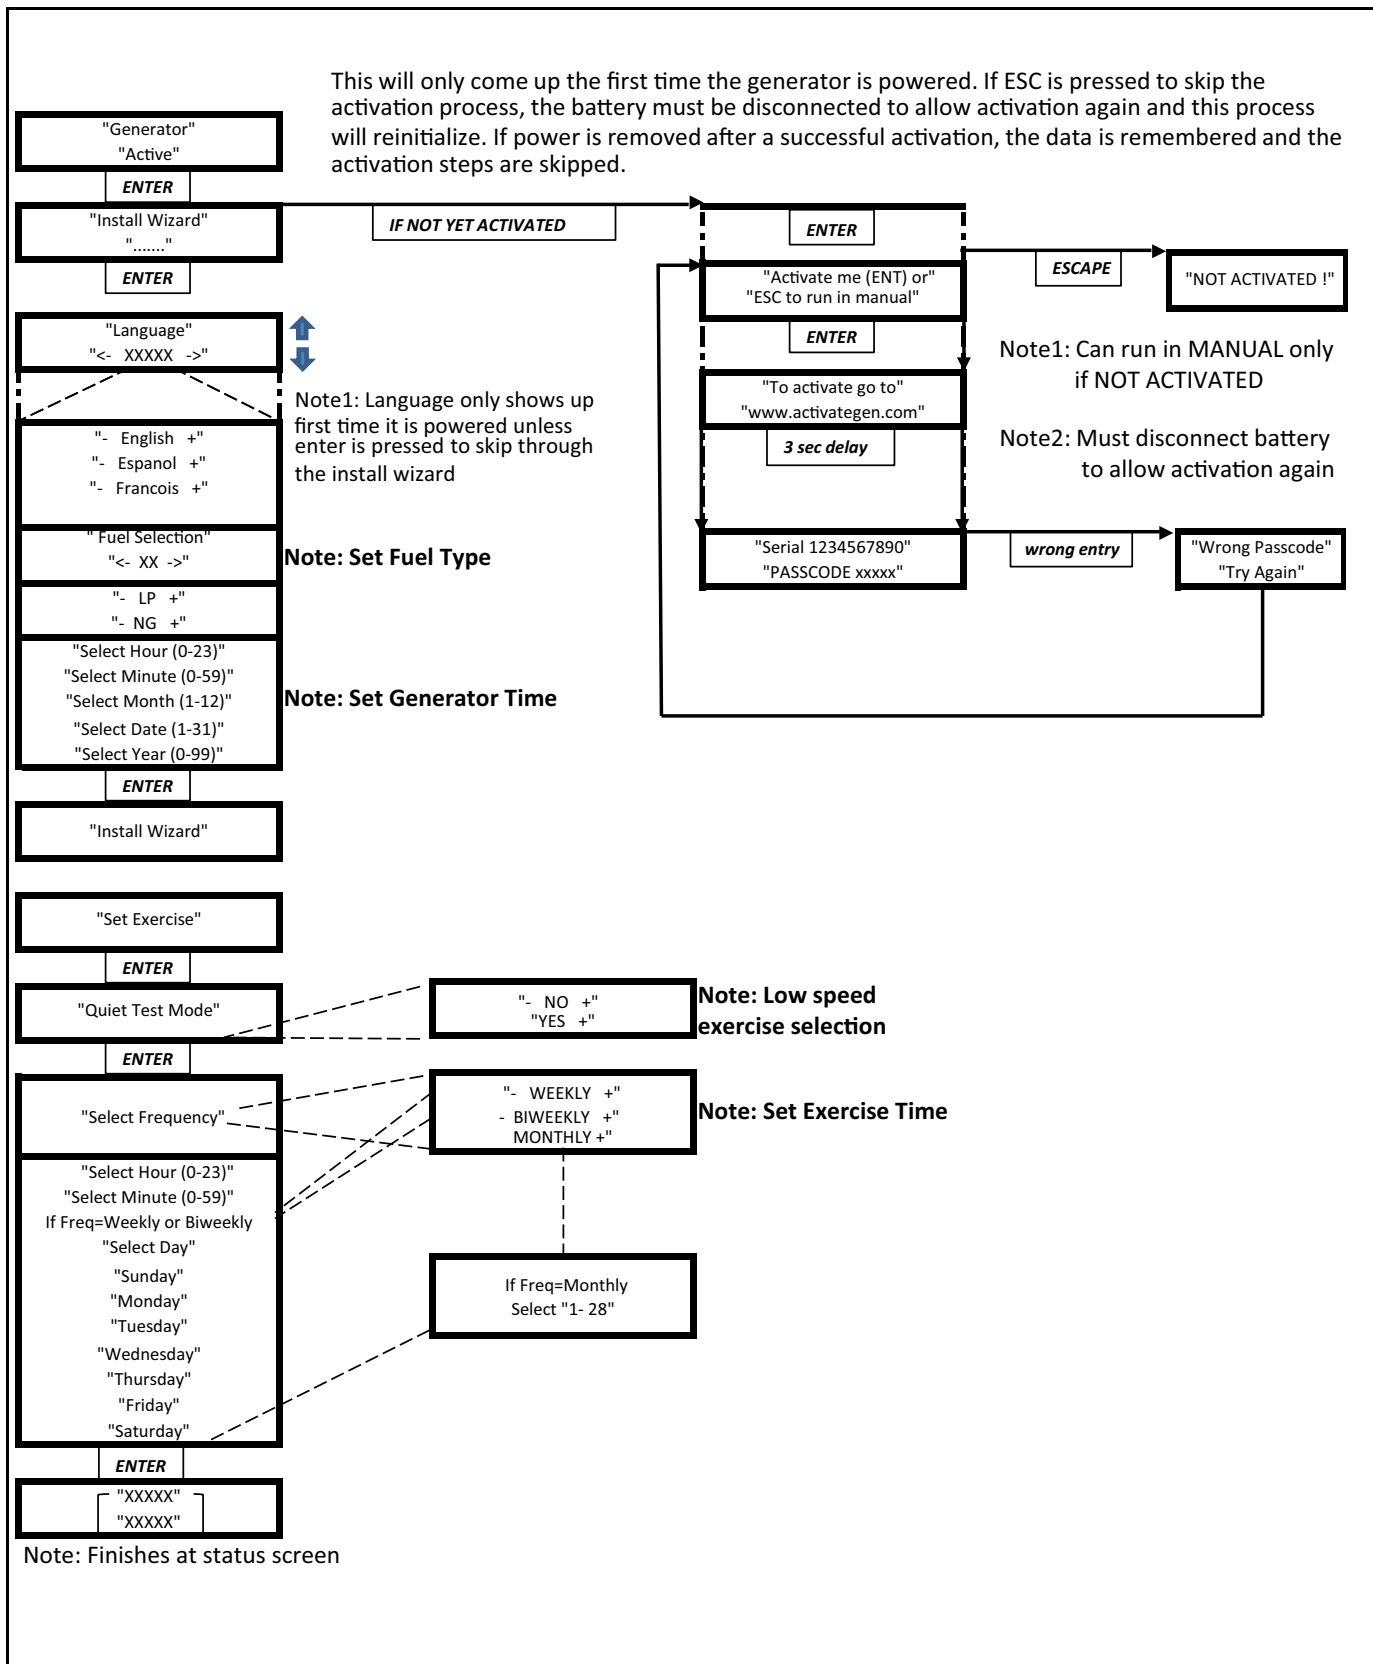 This will only come up the first time the generator is powered. If ESC is pressed to skip the
activation process, the battery must be disconnected to allow activation again and this process
will reinitialize. If power is removed after a successful activation, the data is remembered and the
activation steps are skipped.
"Generator"
"Active"
ENTER
"Install Wizard"
"......."
ENTER
IF NOT YET ACTIVATED
ENTER
"Activate me (ENT) or"
"ESC to run in manual"
ESCAPE
"NOT ACTIVATED !"
ENTER
"To activate go to"
"www.activategen.com"
3 sec delay
Note1: Can run in MANUAL only
if NOT ACTIVATED
Note2: Must disconnect battery
to allow activation again
"Serial 1234567890"
"PASSCODE xxxxx"
wrong entry
"Wrong Passcode"
"Try Again"
"Language"
"<-   XXXXX   ->"
Note1: Language only shows up
first time it is powered unless
enter is pressed to skip through
the install wizard
"-   English   +"
"-   Espanol   +"
"-   Francois   +"
" Fuel Selection"
"<-  XX  ->"
Note: Set Fuel Type
"-   LP   +"
"-  NG   +"
"Select Hour (0-23)"
"Select Minute (0-59)"
"Select Month (1-12)"
"Select Date (1-31)"
"Select Year (0-99)"
Note: Set Generator Time
ENTER
"Install Wizard"
"Set Exercise"
ENTER
"Quiet Test Mode"
"-   NO   +"
"YES   +"
Note: Low speed
exercise selection
ENTER
"Select Frequency"
"-   WEEKLY   +"
- BIWEEKLY   +"
MONTHLY +"
Note: Set Exercise Time
"Select Hour (0-23)"
"Select Minute (0-59)"
If Freq=Weekly or Biweekly
"Select Day"
"Sunday"
"Monday"
"Tuesday"
"Wednesday"
"Thursday"
"Friday"
"Saturday"
If Freq=Monthly
Select "1- 28"
ENTER
"XXXXX"
"XXXXX"
Note: Finishes at status screen